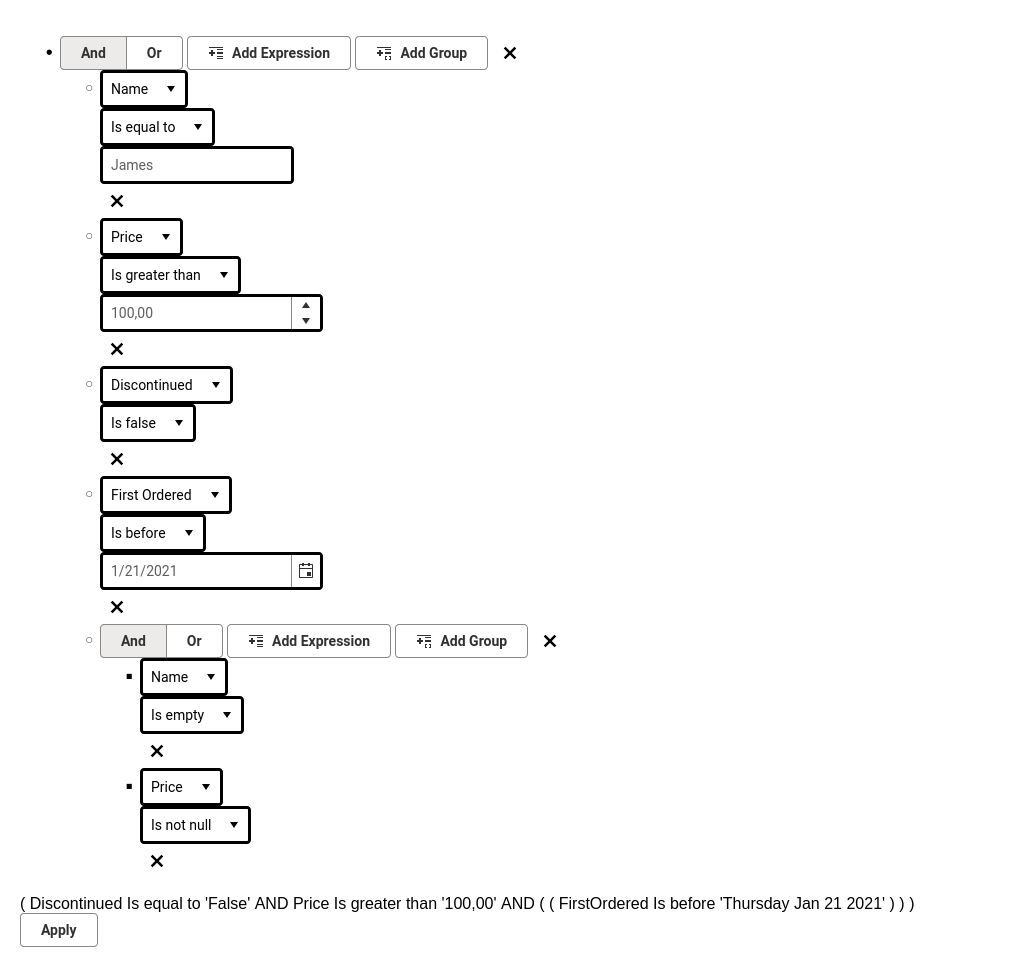 And Or Add Expression Add Group
Name
Is equal to
James
Price
Is greater than
100,00
Discontinued
Is false
First Ordered
Is before
1/21/2021
And Or Add Expression Add Group
Name
Is empty
Price
Is not null
( Discontinued Is equal to 'False' AND Price Is greater than '100,00' AND ( ( FirstOrdered Is before 'Thursday Jan 21 2021' ) ) )
Apply